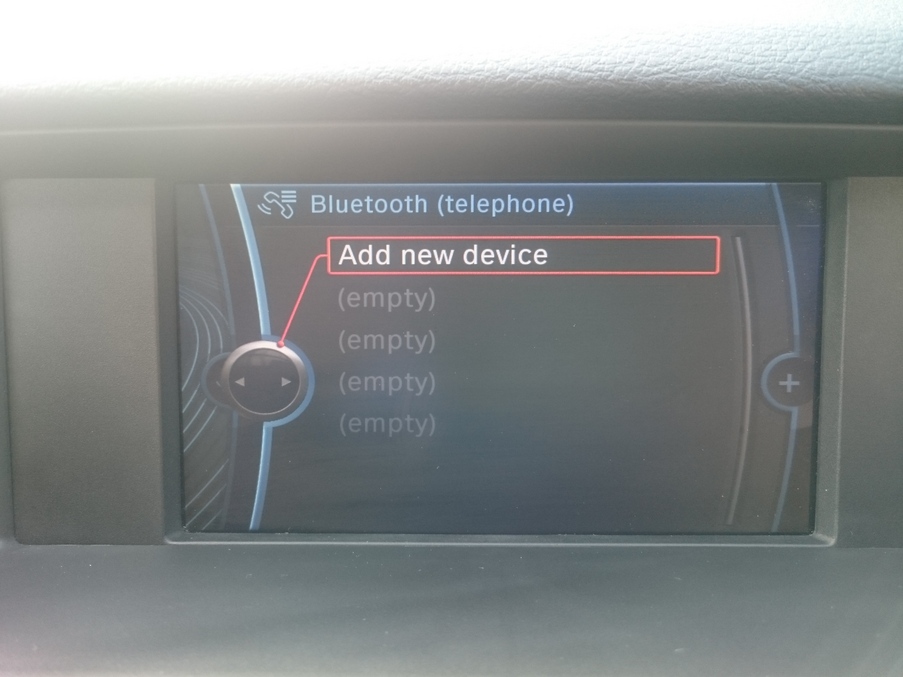 Bluetooth (telephone)
Add new device
(empty)
(empty)
(empty)
(empty)
+